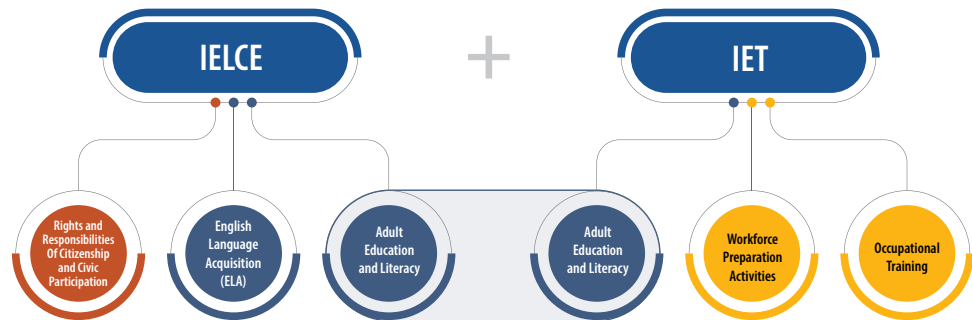 IELCE
+
IET
Rights and
Responsibilities
Of Citizenship
and Civic
Participation
English
Language
Acquisition
(ELA)
Adult
Education
and Literacy
Adult
Education
and Literacy
Workforce
Preparation
Activities
Occupational
Training